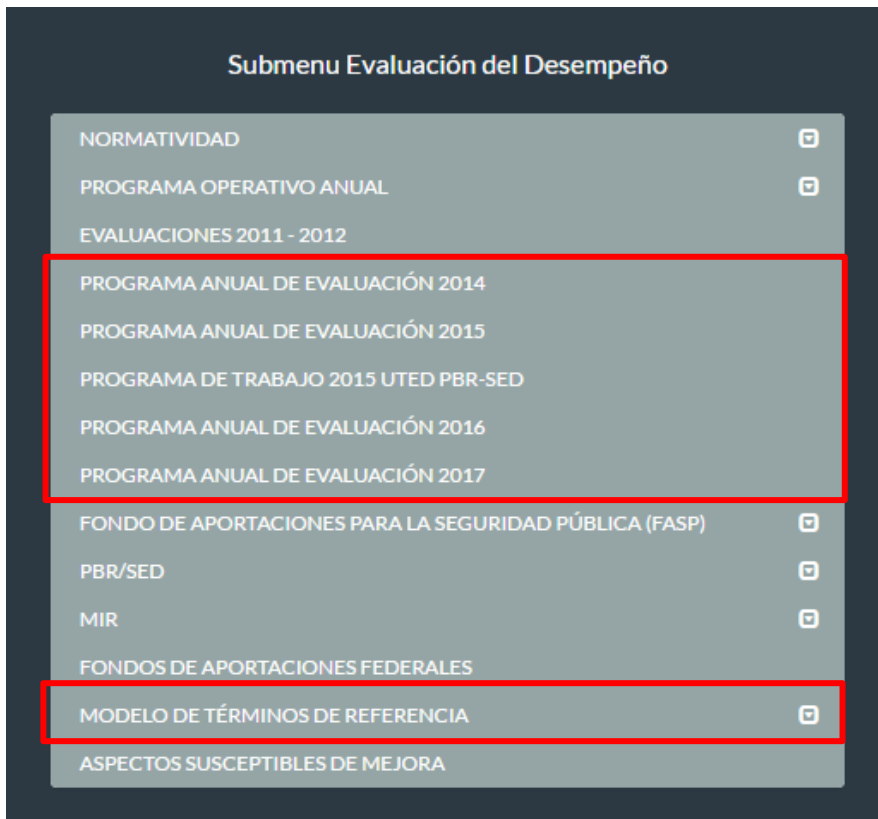 Submenu Evaluación del Desempeño
NORMATIVIDAD
PROGRAMA OPERATIVO ANUAL
EVALUACIONES 2011 - 2012
PROGRAMA ANUAL DE EVALUACIÓN 2014
PROGRAMA ANUAL DE EVALUACIÓN 2015
PROGRAMA DE TRABAJO 2015 UTED PBR-SED
PROGRAMA ANUAL DE EVALUACIÓN 2016
PROGRAMA ANUAL DE EVALUACIÓN 2017
FONDO DE APORTACIONES PARA LA SEGURIDAD PÚBLICA (FASP)
PBR/SED
MIR
FONDOS DE APORTACIONES FEDERALES
MODELO DE TÉRMINOS DE REFERENCIA
ASPECTOS SUSCEPTIBLES DE MEJORA